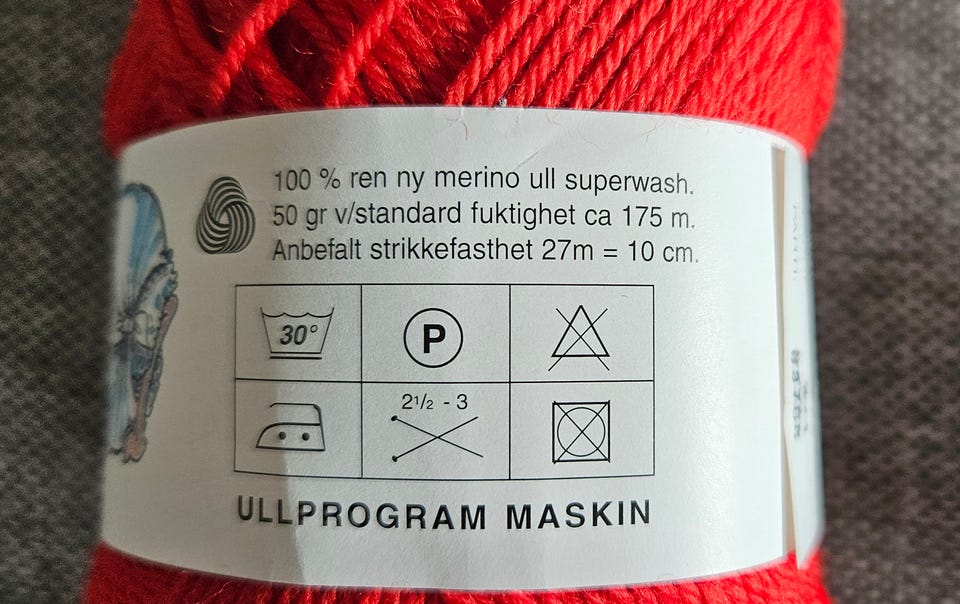 100 % ren ny merino ull superwash.
50 gr v/standard fuktighet ca 175 m.
Anbefalt strikkefasthet 27m = 10 cm.
30°
P
2½ - 3
ULLPROGRAM MASKIN